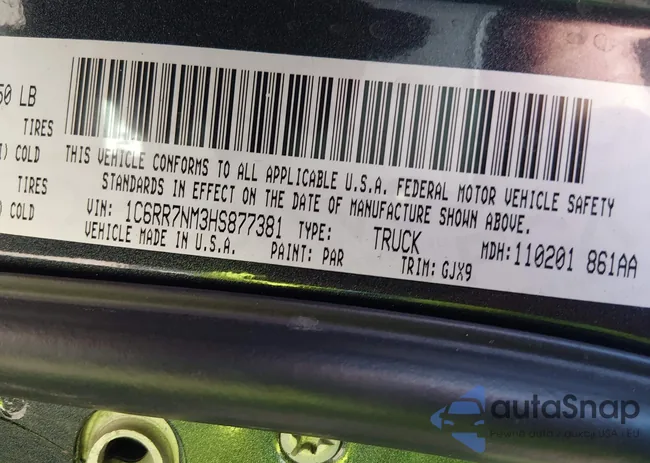 50 LB
TIRES
) COLD
TIRES
COLD
THIS VEHICLE CONFORMS TO ALL APPLICABLE U.S.A. FEDERAL MOTOR VEHICLE SAFETY
STANDARDS IN EFFECT ON THE DATE OF MANUFACTURE SHOWN ABOVE.
VIN: 1C6RR7NM3HS877381 TYPE: TRUCK MDH:110201 861AA
VEHICLE MADE IN U.S.A. PAINT: PAR TRIM: GJX9
autaSnap